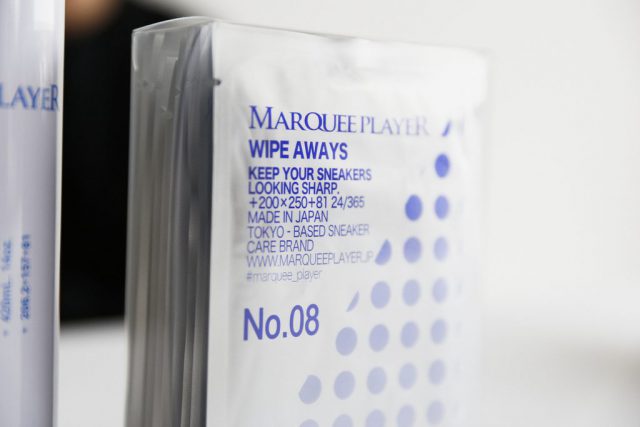 LAYER
MARQUEE PLAYER
WIPE AWAYS
KEEP YOUR SNEAKERS
LOOKING SHARP.
+200×250+81 24/365
MADE IN JAPAN
TOKYO - BASED SNEAKER
CARE BRAND
WWW.MARQUEEPLAYER.JP
#marquee_player
No.08